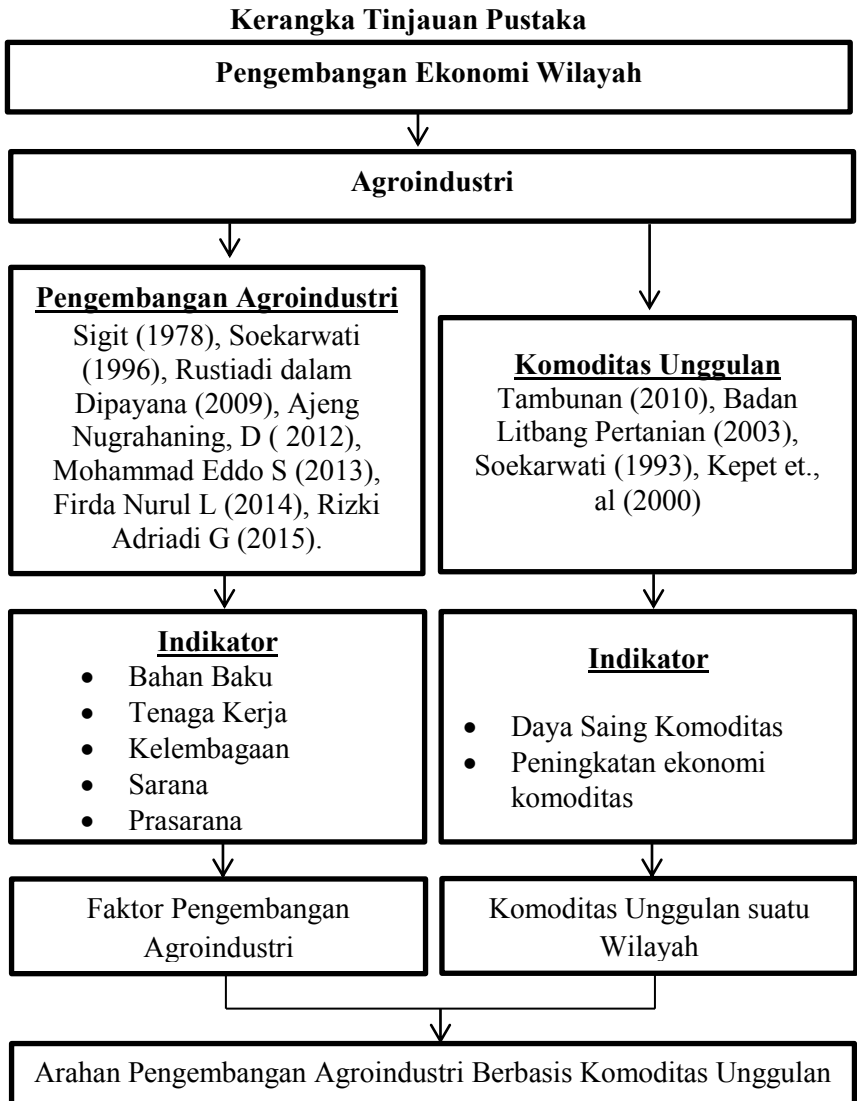 Kerangka Tinjauan Pustaka
Pengembangan Ekonomi Wilayah
Agroindustri
Pengembangan Agroindustri
Sigit (1978), Soekarwati
(1996), Rustiadi dalam
Dipayana (2009), Ajeng
Nugrahaning, D ( 2012),
Mohammad Eddo S (2013),
Firda Nurul L (2014), Rizki
Adriadi G (2015).
Komoditas Unggulan
Tambunan (2010), Badan
Litbang Pertanian (2003),
Soekarwati (1993), Kepet et.,
al (2000)
Indikator
• Bahan Baku
• Tenaga Kerja
• Kelembagaan
• Sarana
• Prasarana
Indikator
• Daya Saing Komoditas
• Peningkatan ekonomi
komoditas
Faktor Pengembangan
Agroindustri
Komoditas Unggulan suatu
Wilayah
Arahan Pengembangan Agroindustri Berbasis Komoditas Unggulan